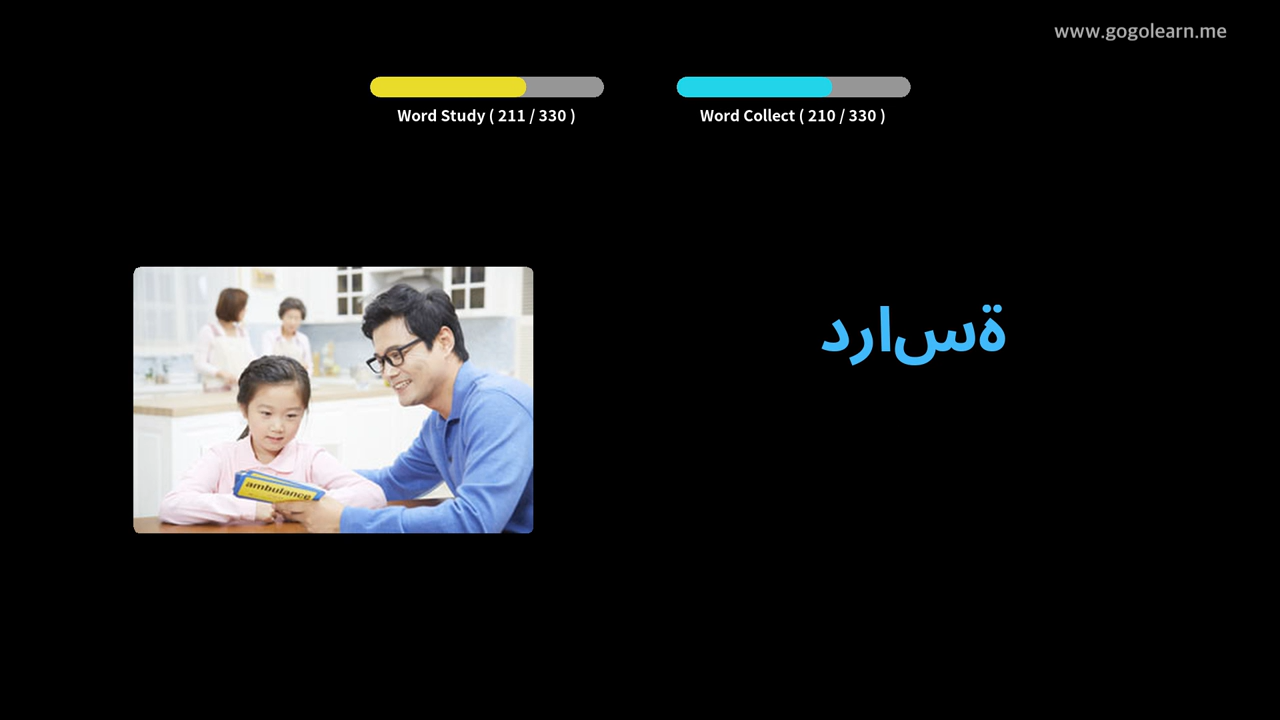 www.gogolearn.me
Word Study ( 211 / 330 )
Word Collect ( 210 / 330 )
ةسارد
ambulance